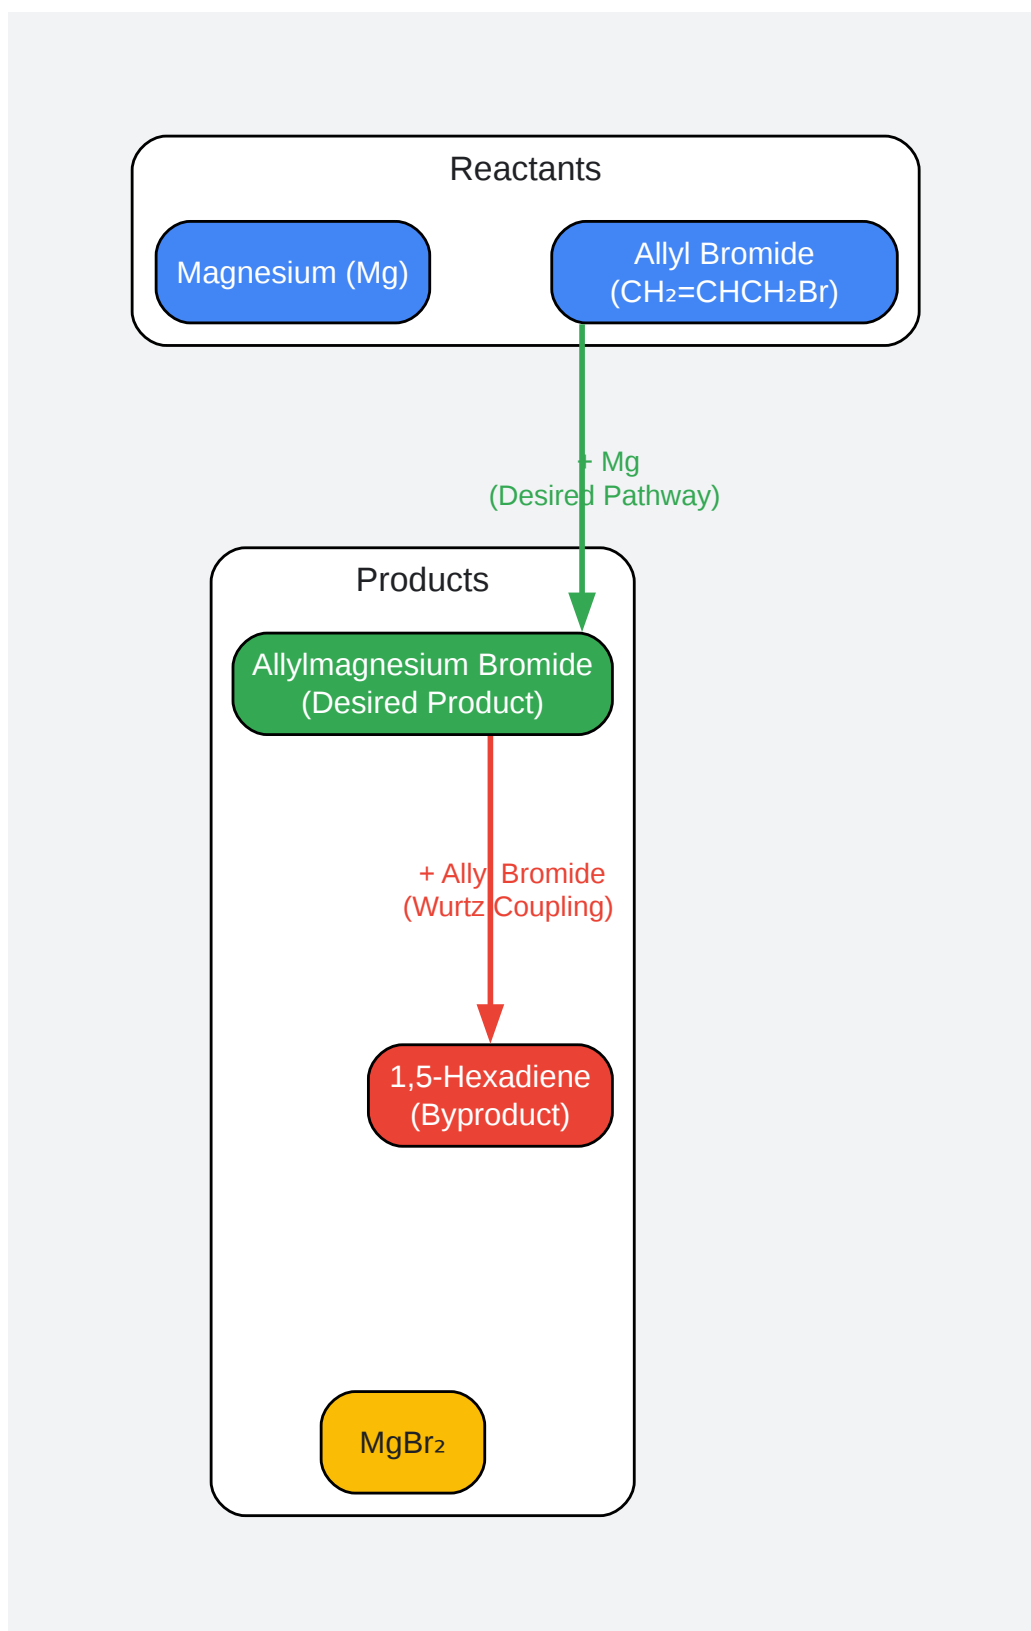 Reactants
Magnesium (Mg)
Allyl Bromide
(CH₂=CHCH₂Br)
+ Mg
(Desired Pathway)
Products
Allylmagnesium Bromide
(Desired Product)
+ Allyl Bromide
(Wurtz Coupling)
1,5-Hexadiene
(Byproduct)
MgBr₂